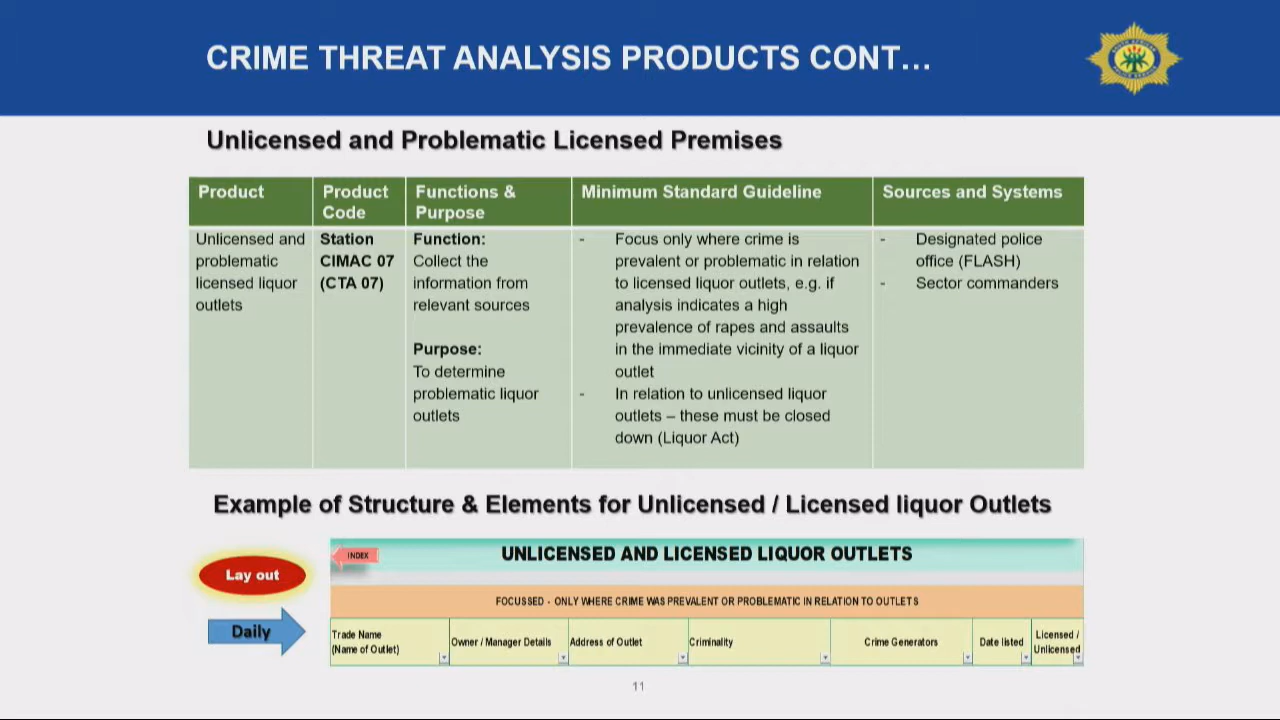 CRIME THREAT ANALYSIS PRODUCTS CONT…
Unlicensed and Problematic Licensed Premises
Product
Product
Code
Functions &
Purpose
Minimum Standard Guideline
Sources and Systems
Unlicensed and
problematic
licensed liquor
outlets
Station
CIMAC 07
(CTA 07)
Function:
Collect the
information from
relevant sources
Purpose:
To determine
problematic liquor
outlets
- Focus only where crime is
prevalent or problematic in relation
to licensed liquor outlets, e.g. if
analysis indicates a high
prevalence of rapes and assaults
in the immediate vicinity of a liquor
outlet
- In relation to unlicensed liquor
outlets – these must be closed
down (Liquor Act)
- Designated police
office (FLASH)
- Sector commanders
Example of Structure & Elements for Unlicensed / Licensed liquor Outlets
Lay out
Daily
INDEX
UNLICENSED AND LICENSED LIQUOR OUTLETS
FOCUSSED - ONLY WHERE CRIME WAS PREVALENT OR PROBLEMATIC IN RELATION TO OUTLETS
Trade Name
(Name of Outlet)
Owner / Manager Details
Address of Outlet
Criminality
Crime Generators
Date listed
Licensed /
Unlicensed
11